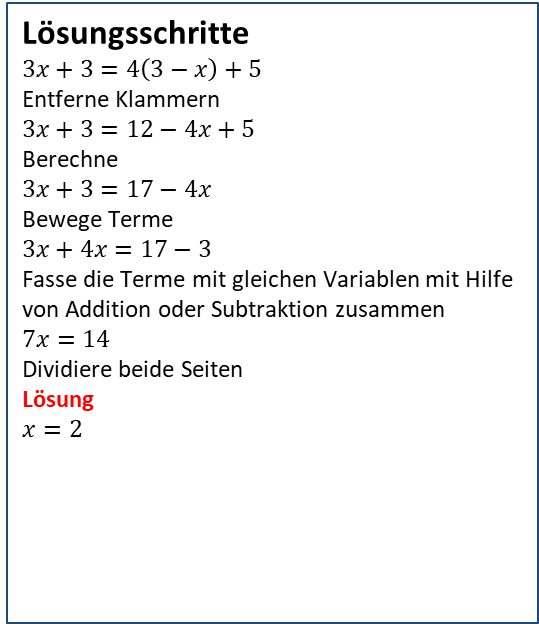 Lösungsschritte
3x + 3 = 4(3 − x) + 5
Entferne Klammern
3x + 3 = 12 − 4x + 5
Berechne
3x + 3 = 17 − 4x
Bewege Terme
3x + 4x = 17 − 3
Fasse die Terme mit gleichen Variablen mit Hilfe
von Addition oder Subtraktion zusammen
7x = 14
Dividiere beide Seiten
Lösung
x = 2